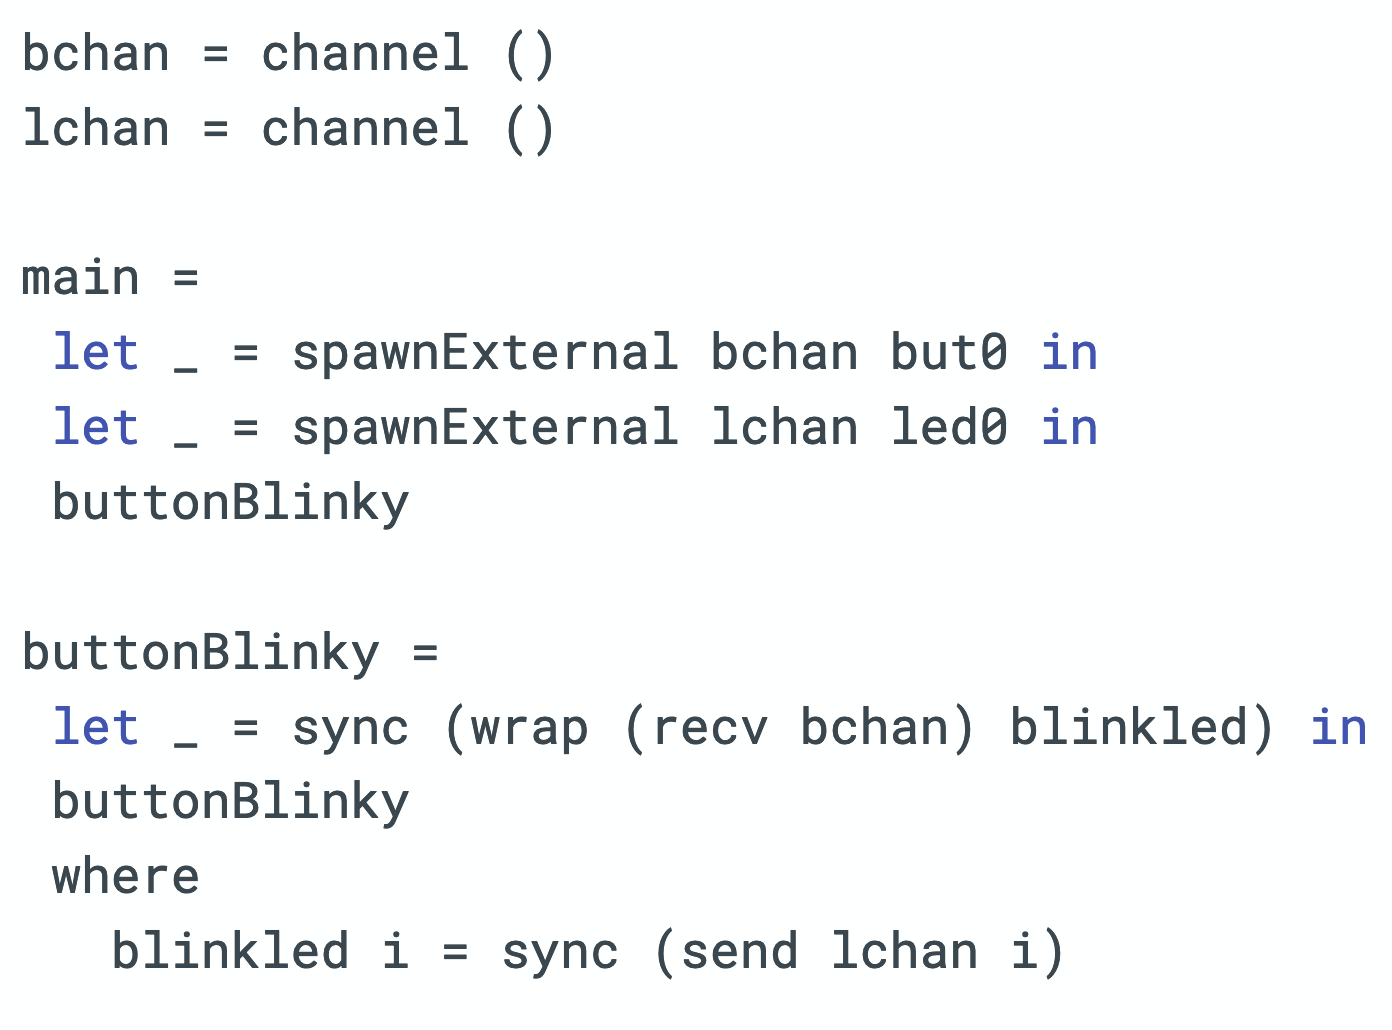 bchan = channel ()
lchan = channel ()

main =
 let _ = spawnExternal bchan but0 in
 let _ = spawnExternal lchan led0 in
 buttonBlinky

buttonBlinky =
 let _ = sync (wrap (recv bchan) blinkled) in
 buttonBlinky
 where
   blinkled i = sync (send lchan i)